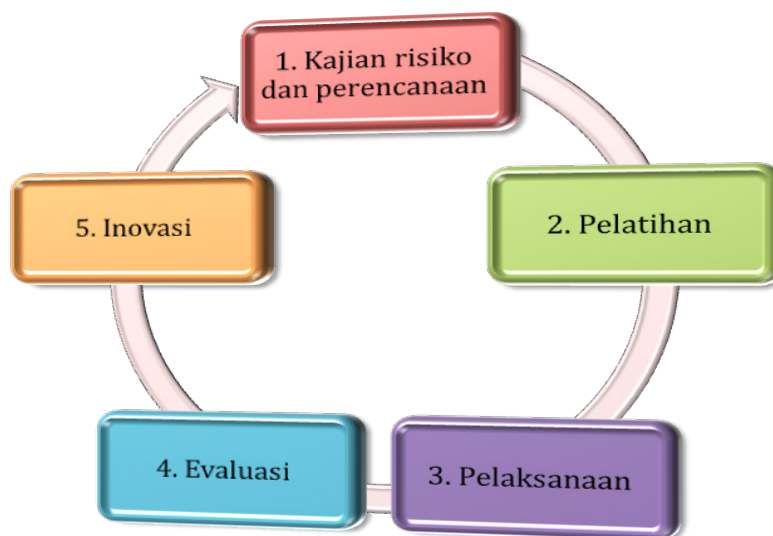 1. Kajian risiko
dan perencanaan
2. Pelatihan
3. Pelaksanaan
4. Evaluasi
5. Inovasi